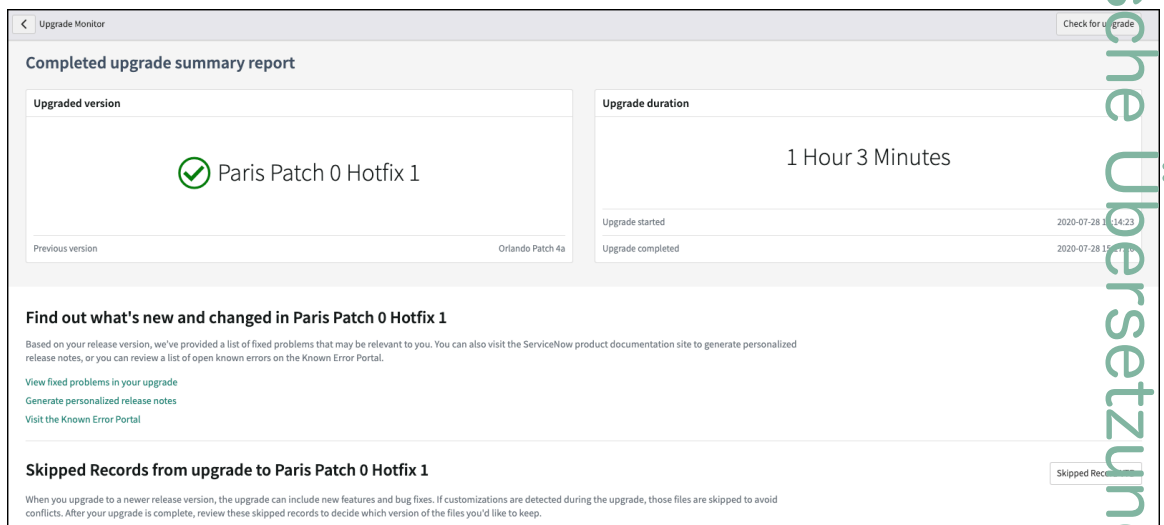 Upgrade Monitor
Check for upgrade
Completed upgrade summary report
Upgraded version
Upgrade duration
Paris Patch 0 Hotfix 1
1 Hour 3 Minutes
Upgrade started
2020-07-28 :14:23
Previous version
Orlando Patch 4a
Upgrade completed
2020-07-28
Find out what's new and changed in Paris Patch 0 Hotfix 1
Based on your release version, we've provided a list of fixed problems that may be relevant to you. You can also visit the ServiceNow product documentation site to generate personalized
release notes, or you can review a list of open known errors on the Known Error Portal.
View fixed problems in your upgrade
Generate personalized release notes
Visit the Known Error Portal
Skipped Records from upgrade to Paris Patch 0 Hotfix 1
Skipped
When you upgrade to a newer release version, the upgrade can include new features and bug fixes. If customizations are detected during the upgrade, those files are skipped to avoid
conflicts. After your upgrade is complete, review these skipped records to decide which version of the files you'd like to keep.
sche Übersetzun